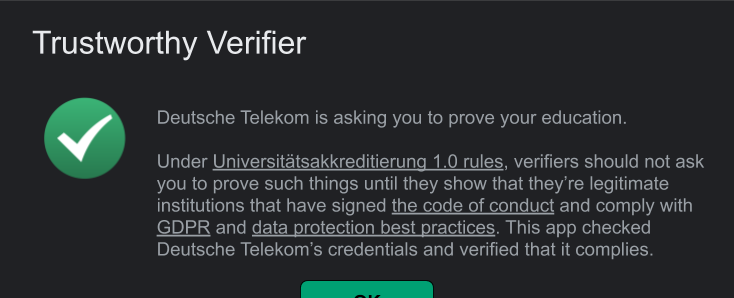 Trustworthy Verifier
Deutsche Telekom is asking you to prove your education.
Under Universitätsakkreditierung 1.0 rules, verifiers should not ask
you to prove such things until they show that they’re legitimate
institutions that have signed the code of conduct and comply with
GDPR and data protection best practices. This app checked
Deutsche Telekom’s credentials and verified that it complies.
OK